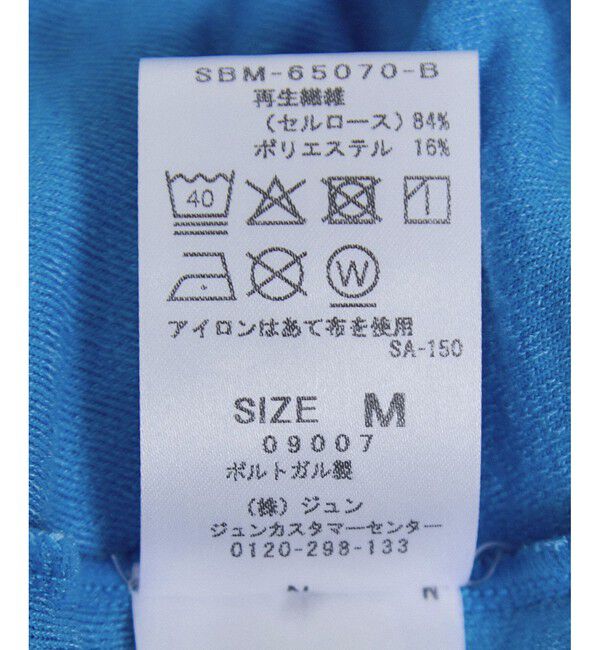 SBM-65070-B
再生繊維
（セルロース）84%
ポリエステル 16%
40
W
アイロンはあて布を使用
SA-150
SIZE M
09007
ポルトガル製
（株）ジュン
ジュンカスタマーセンター
0120-298-133